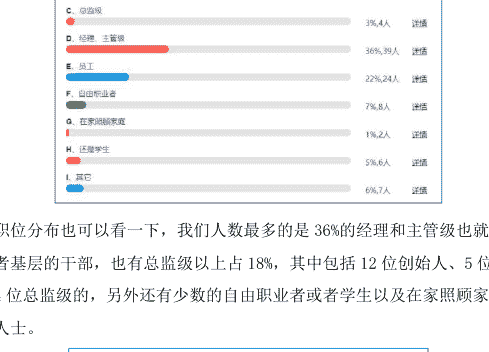 C、总监级
3%,4人 详情
D、经理、主管级
36%,39人 详情
E、员工
22%,24人 详情
F、自由职业者
7%,8人 详情
G、在家照顾家庭
1%,2人 详情
H、还是学生
5%,6人 详情
I、其它
6%,7人 详情
职位分布也可以看一下，我们人数最多的是 36%的经理和主管级也就
者基层的干部，也有总监级以上占 18%，其中包括 12 位创始人、5 位
位总监级的，另外还有少数的自由职业者或者学生以及在家照顾家
人士。